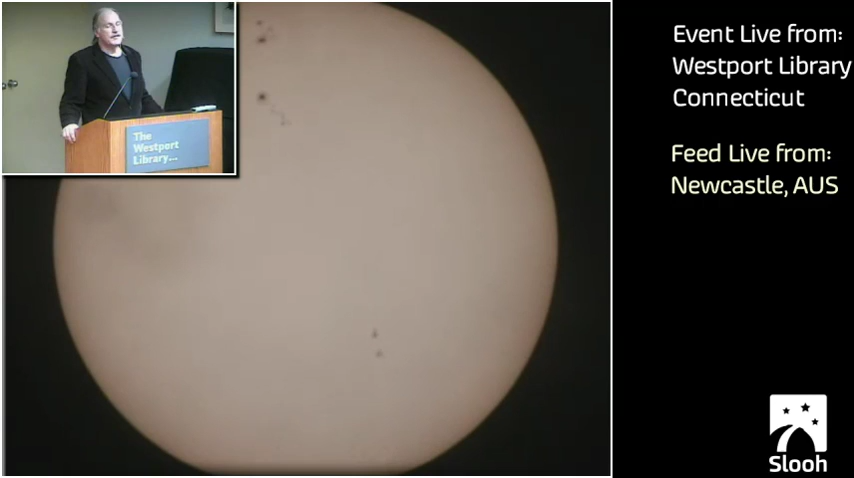 The
Westport
Library...
Event Live from:
Westport Library
Connecticut
Feed Live from:
Newcastle, AUS
Slooh